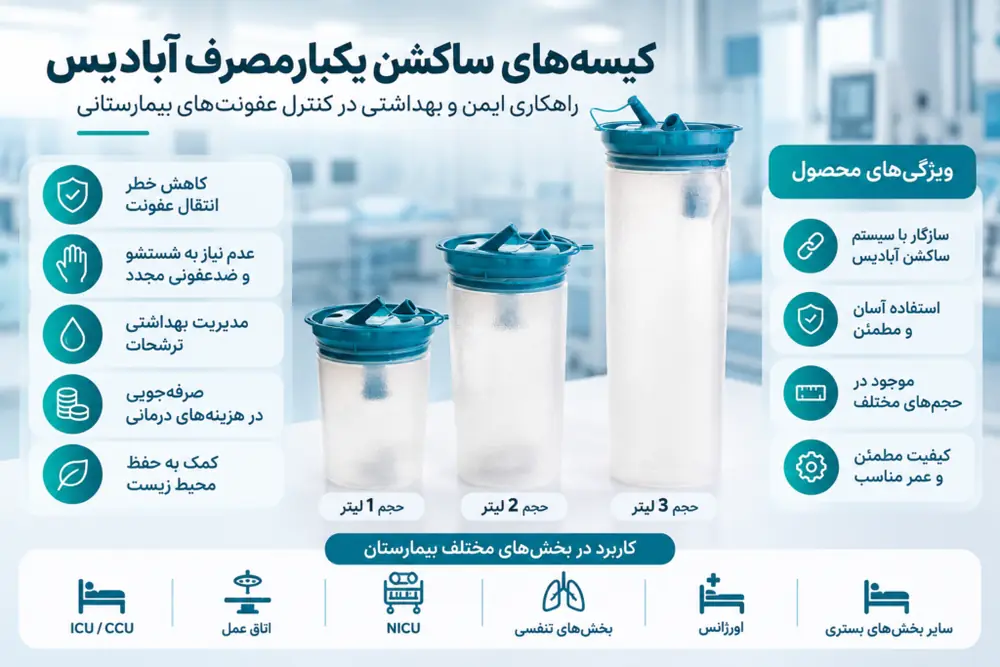 کیسه‌های ساکشن یکبارمصرف آبادیس
راهکاری ایمن و بهداشتی در کنترل عفونت‌های بیمارستانی
ویژگی‌های محصول
سازگار با سیستم
ساکشن آبادیس
استفاده آسان
و مطمئن
موجود در
حجم‌های مختلف
کیفیت مطمئن
و عمر مناسب
کاهش خطر
انتقال عفونت
عدم نیاز به شستشو
و ضدعفونی مجدد
مدیریت بهداشتی
ترشحات
صرفه‌جویی
در هزینه‌های درمانی
کمک به حفظ
محیط زیست
حجم 3 لیتر
حجم 2 لیتر
حجم 1 لیتر
کاربرد در بخش‌های مختلف بیمارستان
سایر بخش‌های بستری
اورژانس
بخش‌های تنفسی
NICU
اتاق عمل
ICU / CCU